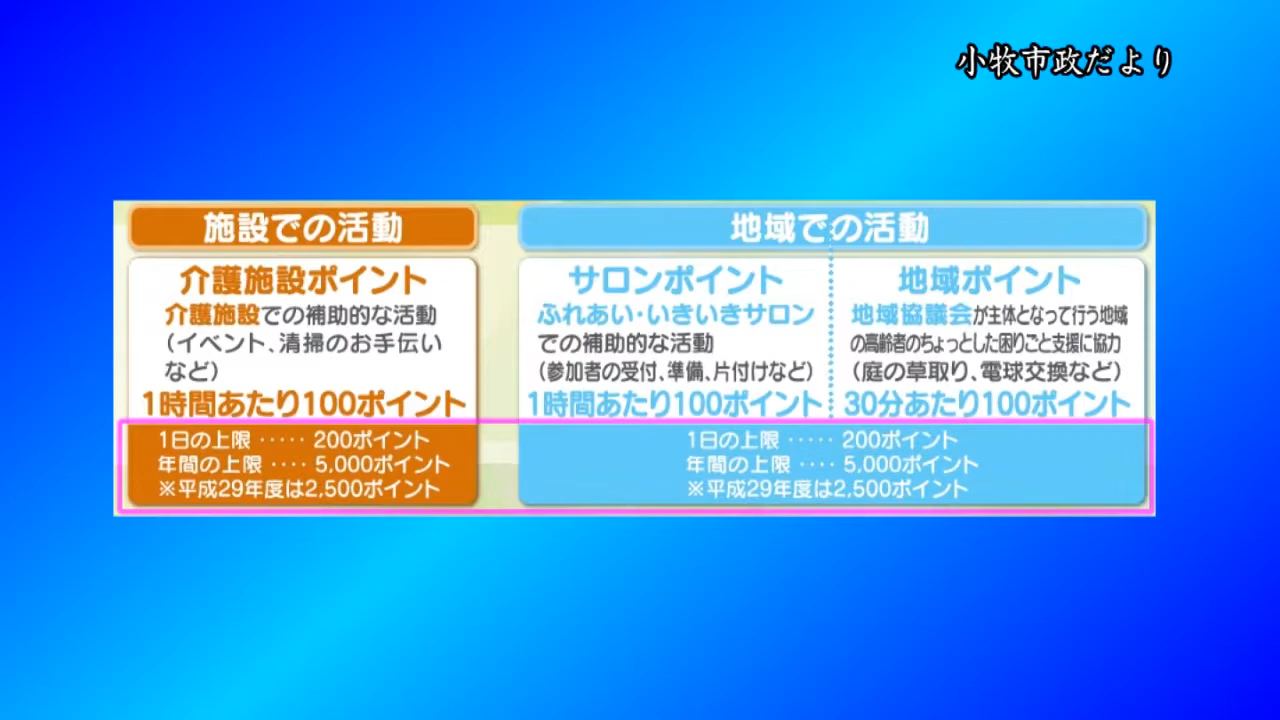 小牧市政だより
施設での活動
介護施設ポイント
介護施設での補助的な活動
（イベント、清掃のお手伝い
など）
1時間あたり100ポイント
1日の上限 ····· 200ポイント
年間の上限 ···· 5,000ポイント
※平成29年度は2,500ポイント
地域での活動
サロンポイント
ふれあい・いきいきサロン
での補助的な活動
（参加者の受付、準備、片付けなど）
1時間あたり100ポイント
地域ポイント
地域協議会が主体となって行う地域
の高齢者のちょっとした困りごと支援に協力
（庭の草取り、電球交換など）
30分あたり100ポイント
1日の上限 ····· 200ポイント
年間の上限 ···· 5,000ポイント
※平成29年度は2,500ポイント